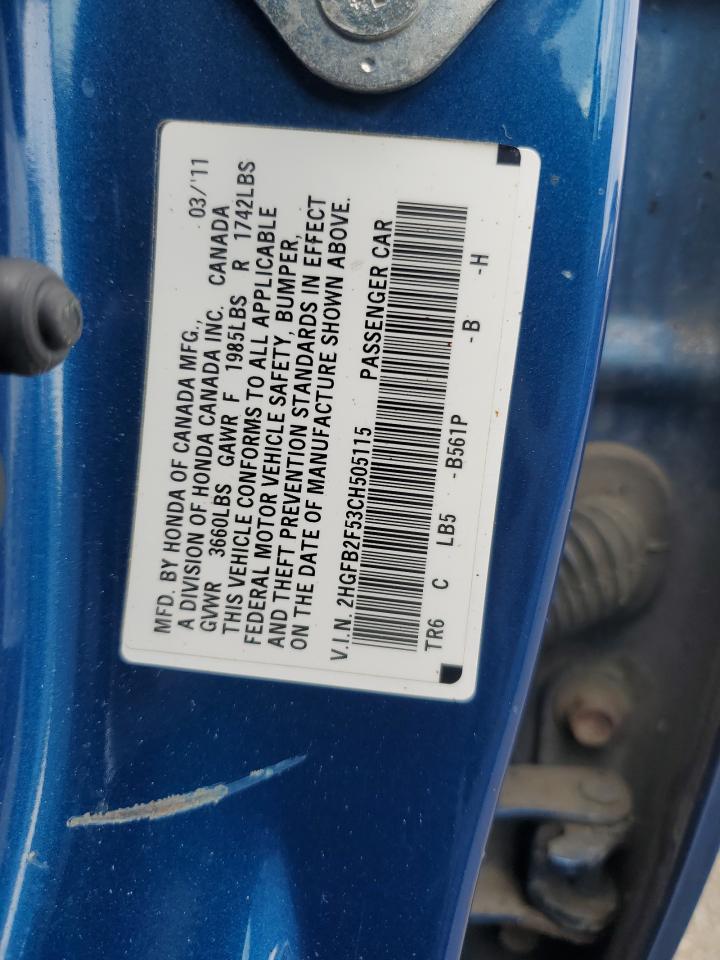 MFD. BY HONDA OF CANADA MFG., 03/'11
A DIVISION OF HONDA CANADA INC. CANADA
GVWR 3660LBS GAWR F 1985LBS R 1742LBS
THIS VEHICLE CONFORMS TO ALL APPLICABLE
FEDERAL MOTOR VEHICLE SAFETY, BUMPER,
AND THEFT PREVENTION STANDARDS IN EFFECT
ON THE DATE OF MANUFACTURE SHOWN ABOVE.
V.I.N. 2HGFB2F53CH505115 PASSENGER CAR
TR6 C LB5 -B561P -B -H